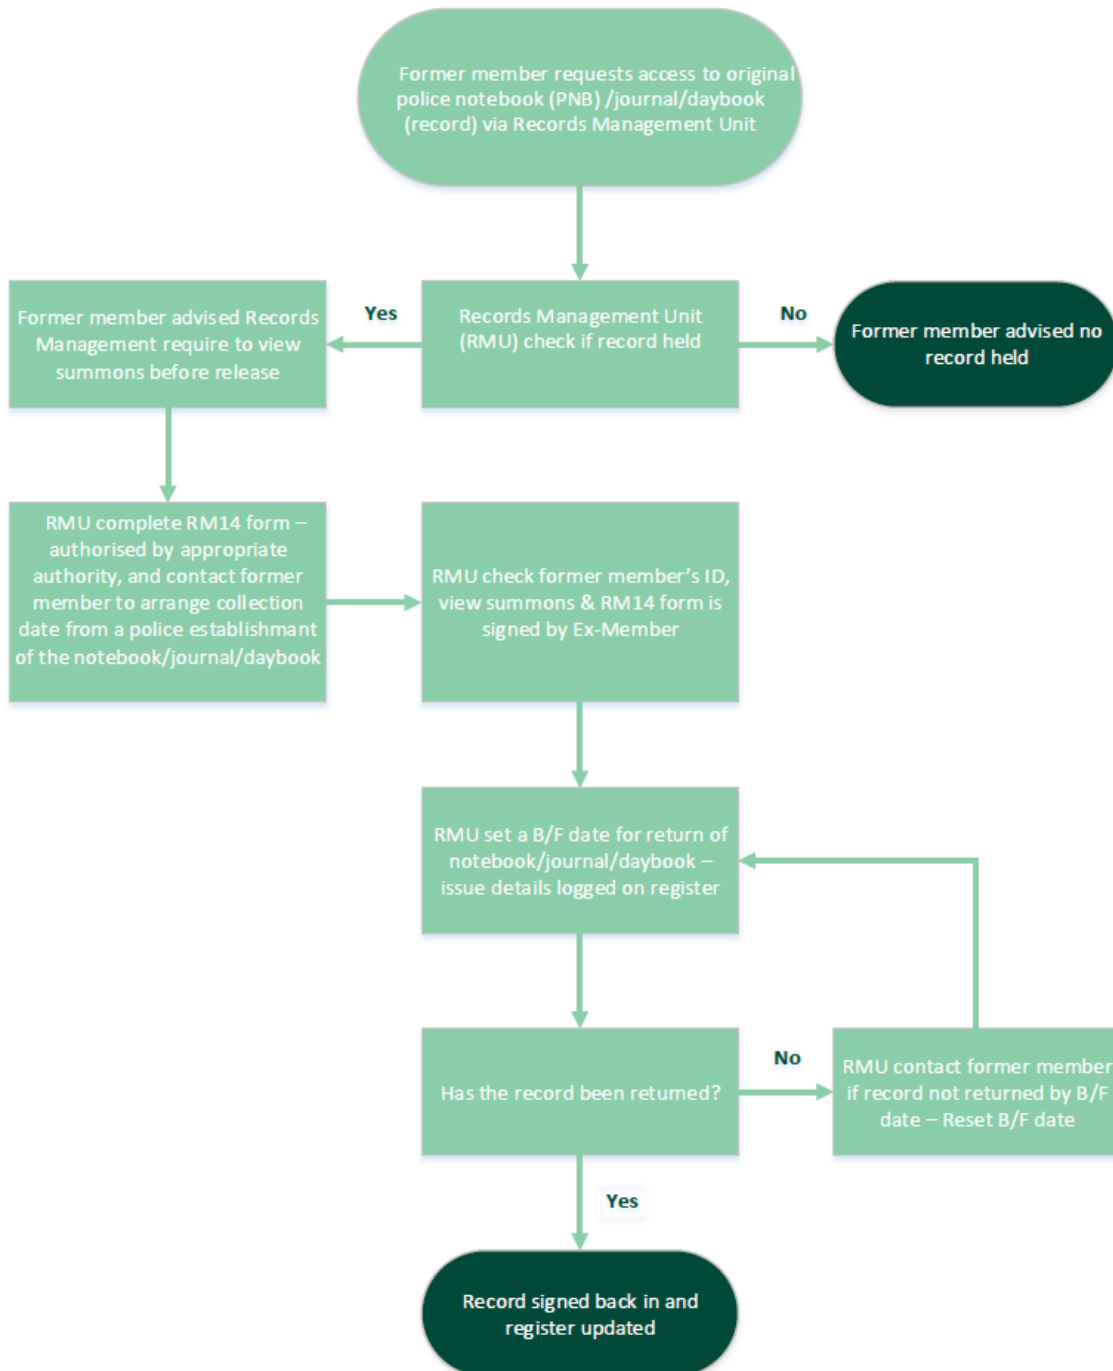 Former member requests access to original
police notebook (PNB) /journal/daybook
(record) via Records Management Unit
Former member advised Records
Management require to view
summons before release
Yes
Records Management Unit
(RMU) check if record held
No
Former member advised no
record held
RMU complete RM14 form –
authorised by appropriate
authority, and contact former
member to arrange collection
date from a police establishmant
of the notebook/journal/daybook
RMU check former member's ID,
view summons & RM14 form is
signed by Ex-Member
RMU set a B/F date for return of
notebook/journal/daybook –
issue details logged on register
Has the record been returned?
No
RMU contact former member
if record not returned by B/F
date – Reset B/F date
Yes
Record signed back in and
register updated